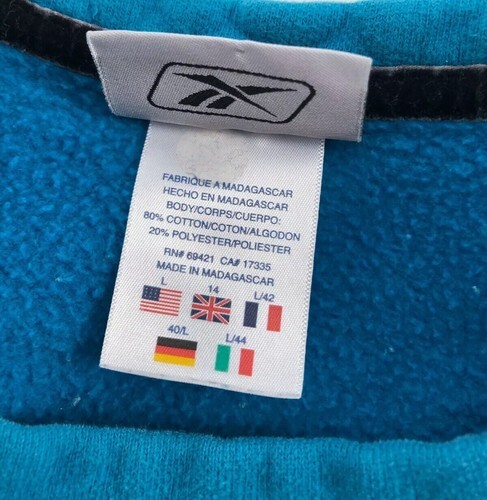 FABRIQUE A MADAGASCAR
HECHO EN MADAGASCAR
BODY/CORPS/CUERPO:
80% COTTON/COTON/ALGODON
20% POLYESTER/POLIESTER
RN# 69421 CA# 17335
MADE IN MADAGASCAR
L 14 L/42
40/L L/44